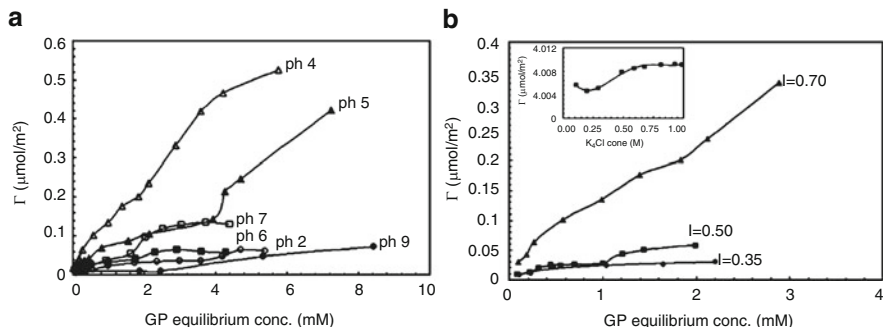 a
Γ (μmol/m²)
0.6
0.5
0.4
0.3
0.2
0.1
0
0
2
4
6
8
10
ph 4
ph 5
ph 7
ph 6
ph 2
ph 9
GP equilibrium conc. (mM)
b
Γ (μmol/m²)
0.4
0.35
0.3
0.25
0.2
0.15
0.1
0.05
0
0
1
2
3
4
I=0.70
I=0.50
I=0.35
GP equilibrium conc. (mM)
Γ (μmol/m²)
4.012
4.008
4.004
0.00
0.25
0.50
0.75
1.00
K₄Cl cone (M)